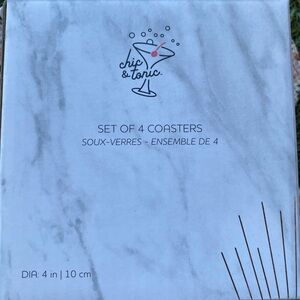 chic
& tonic.
SET OF 4 COASTERS
SOUX-VERRES - ENSEMBLE DE 4
DIA: 4 in | 10 cm